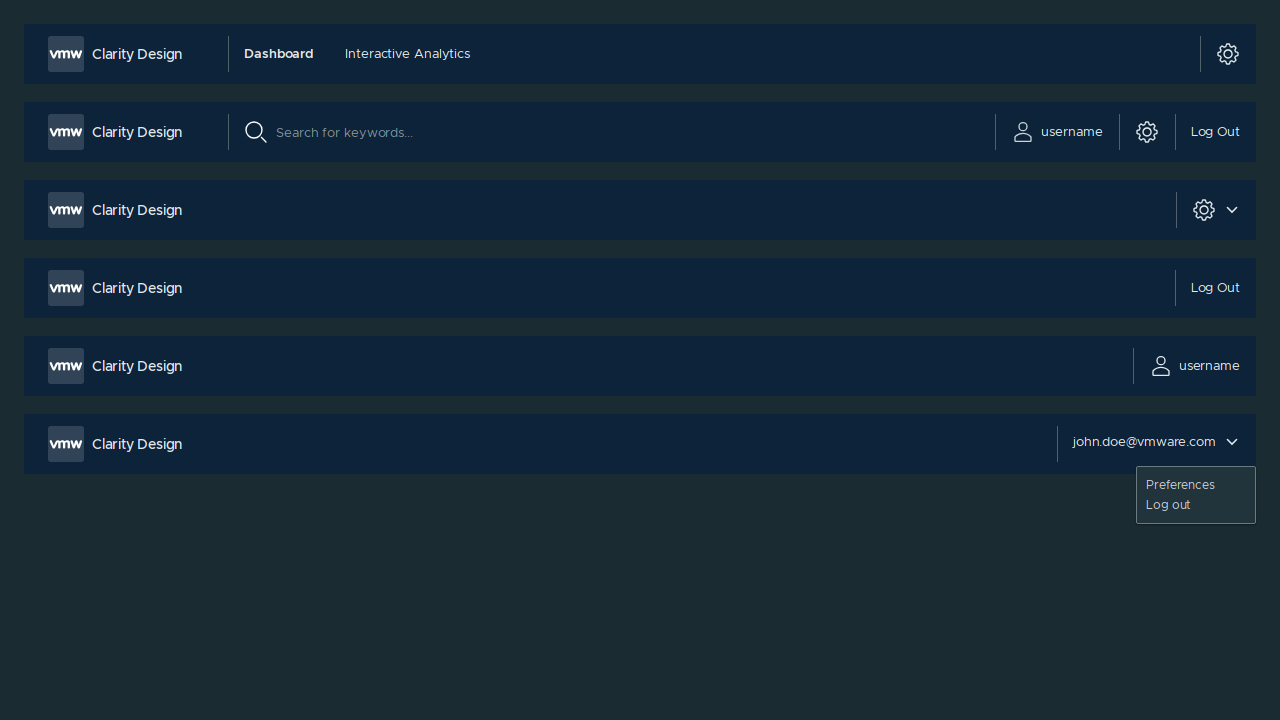 vmw Clarity Design Dashboard Interactive Analytics
vmw Clarity Design Search for keywords... username Log Out
vmw Clarity Design
vmw Clarity Design Log Out
vmw Clarity Design username
vmw Clarity Design john.doe@vmware.com
Preferences
Log out